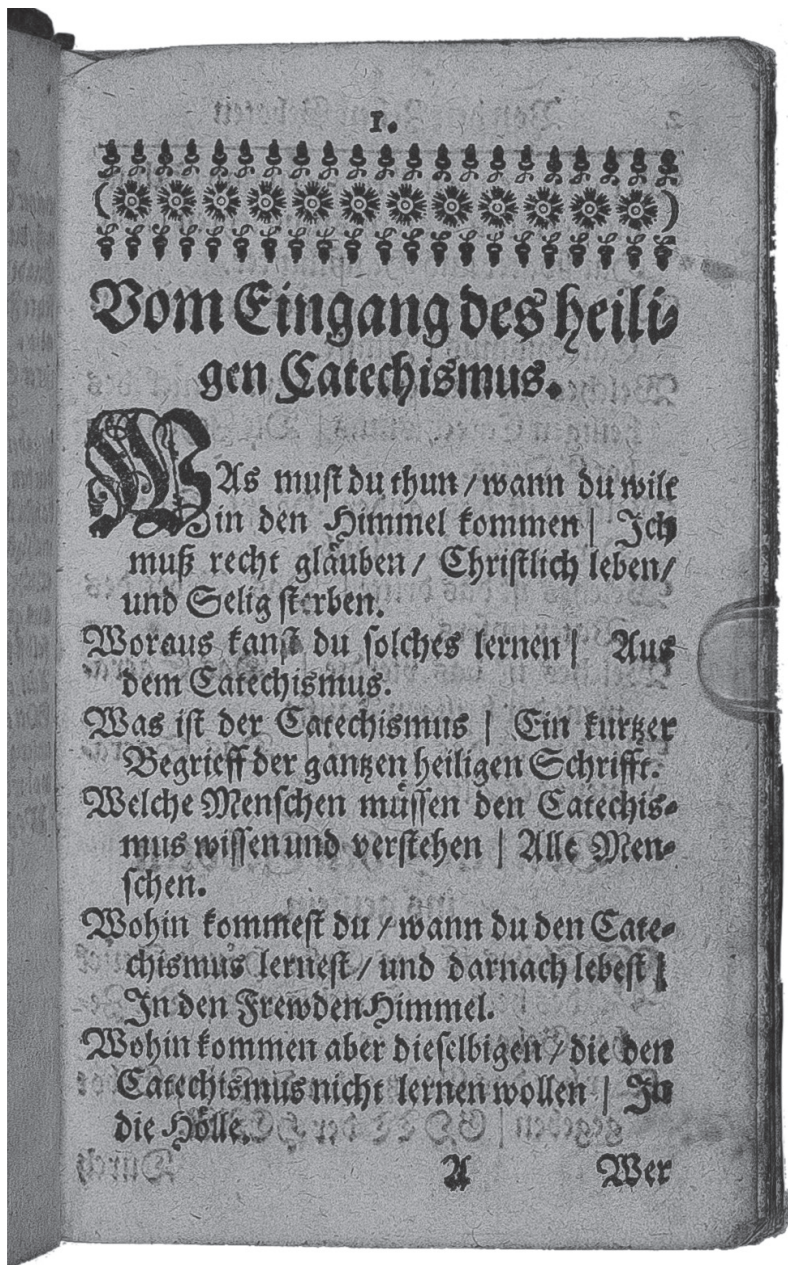 1.
Vom Eingang des heili-
gen Catechismus.
WAs must du thun / wann du wilt
in den Himmel kommen | Ich
muß recht gläuben / Christlich leben /
und Selig sterben.
Woraus kanst du solches lernen | Aus
dem Catechismus.
Was ist der Catechismus | Ein kurtzer
Begrieff der gantzen heiligen Schrifft.
Welche Menschen müssen den Catechis-
mus wissen und verstehen | Alle Men-
schen.
Wohin kommest du / wann du den Cate-
chismus lernest / und darnach lebest |
In den FrewdenHimmel.
Wohin kommen aber dieselbigen / die den
Catechismus nicht lernen wollen | In
die Hölle.
A Wer